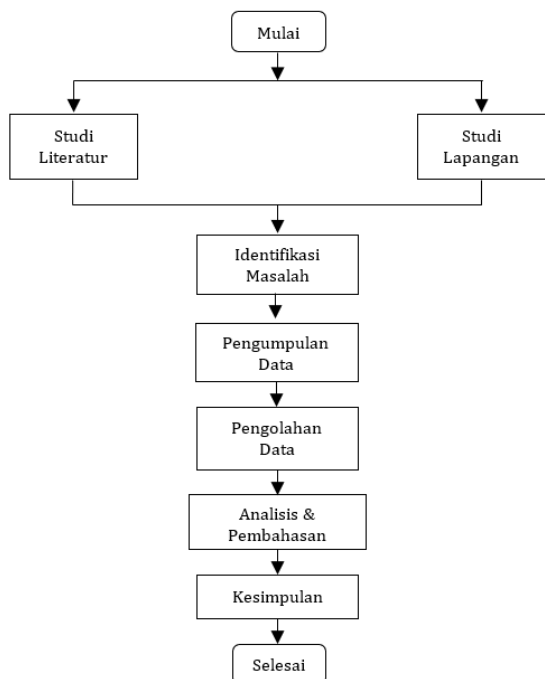 Mulai
Studi
Literatur
Studi
Lapangan
Identifikasi
Masalah
Pengumpulan
Data
Pengolahan
Data
Analisis &
Pembahasan
Kesimpulan
Selesai